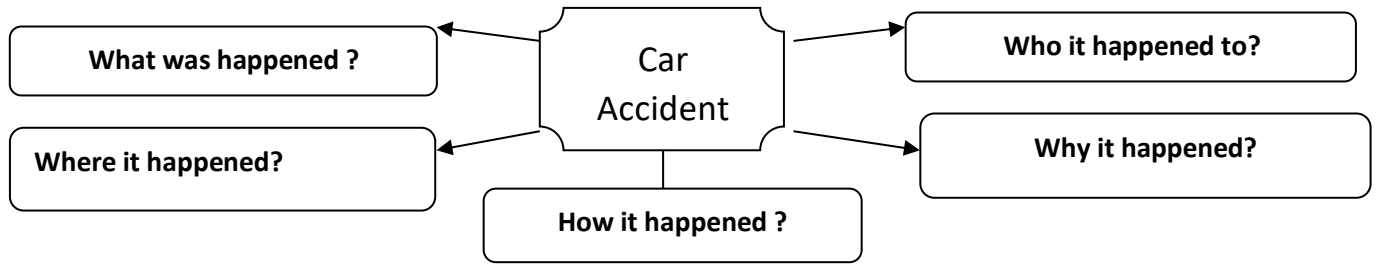 What was happened ?
Car
Accident
Who it happened to?
Where it happened?
Why it happened?
How it happened ?